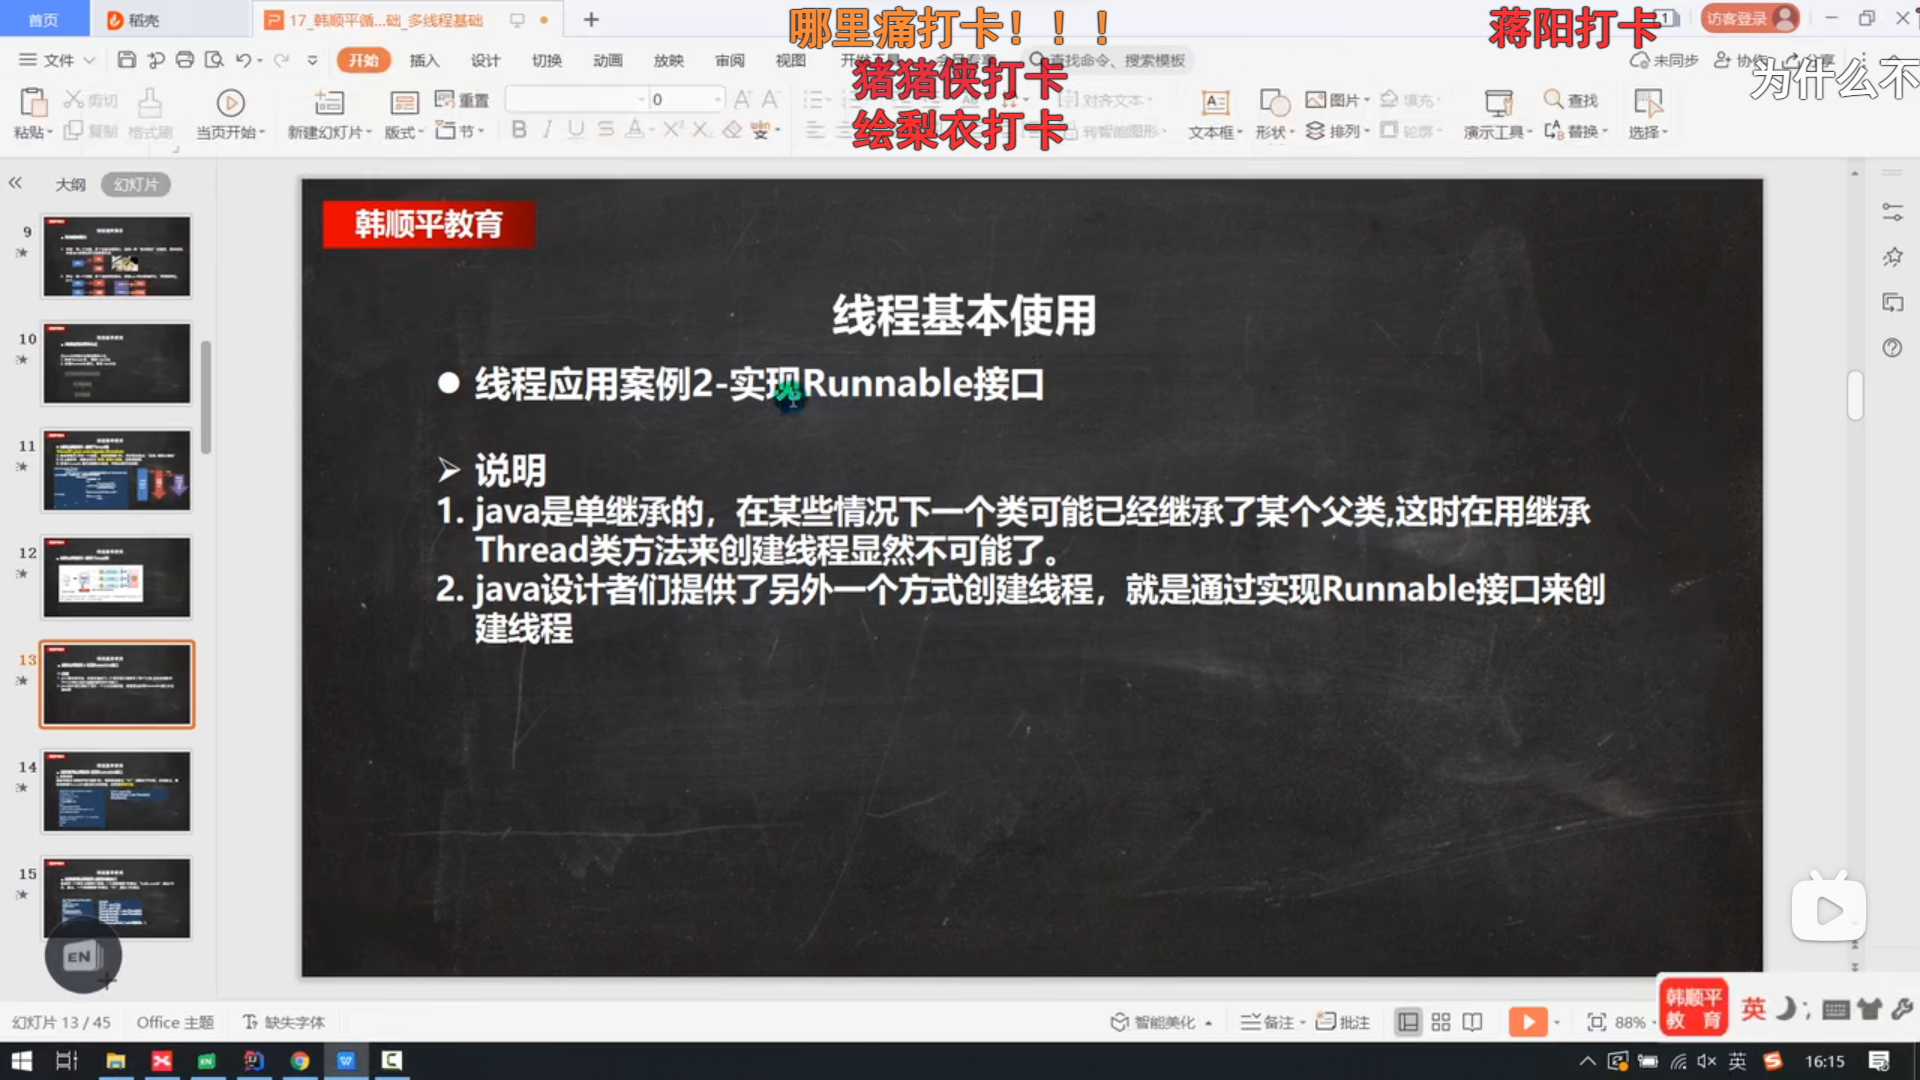 首页
稻壳
17_韩顺平循...础_多线程基础
哪里痛打卡！！！
蒋阳打卡
访客登录
文件
开始
插入
设计
切换
动画
放映
审阅
视图
查找命令、搜索模板
未同步
猪猪侠打卡
为什么不
粘贴
剪切
复制
格式刷
当页开始
新建幻灯片
版式
重置
节
0
绘梨衣打卡
对齐文本
转智能图形
文本框
形状
图片
排列
填充
轮廓
演示工具
查找
替换
选择
大纲
幻灯片
9
10
11
12
13
14
15
韩顺平教育
线程基本使用
● 线程应用案例2-实现Runnable接口
➢ 说明
1. java是单继承的，在某些情况下一个类可能已经继承了某个父类,这时在用继承
Thread类方法来创建线程显然不可能了。
2. java设计者们提供了另外一个方式创建线程，就是通过实现Runnable接口来创
建线程
EN
幻灯片 13 / 45
Office 主题
缺失字体
智能美化
备注
批注
88%
韩顺平
教 育
英
英
16:15